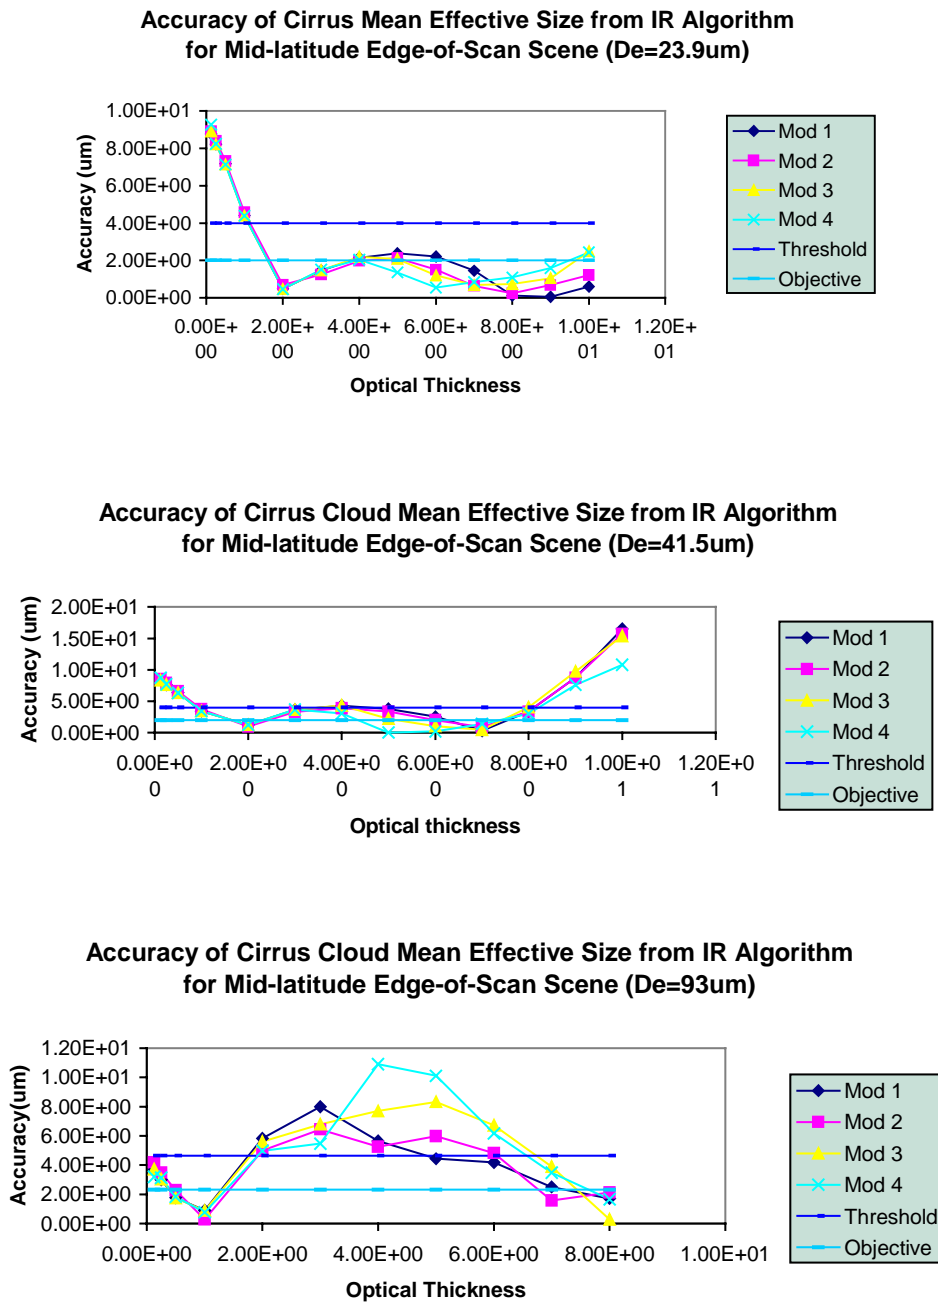 Accuracy of Cirrus Mean Effective Size from IR Algorithm
for Mid-latitude Edge-of-Scan Scene (De=23.9um)
1.00E+01
8.00E+00
6.00E+00
4.00E+00
2.00E+00
0.00E+00
Accuracy (um)
0.00E+ 2.00E+ 4.00E+ 6.00E+ 8.00E+ 1.00E+ 1.20E+
00 00 00 00 00 01 01
Optical Thickness
Mod 1
Mod 2
Mod 3
Mod 4
Threshold
Objective
Accuracy of Cirrus Cloud Mean Effective Size from IR Algorithm
for Mid-latitude Edge-of-Scan Scene (De=41.5um)
2.00E+01
1.50E+01
1.00E+01
5.00E+00
0.00E+00
Accuracy (um)
0.00E+0 2.00E+0 4.00E+0 6.00E+0 8.00E+0 1.00E+0 1.20E+0
0 0 0 0 0 1 1
Optical thickness
Mod 1
Mod 2
Mod 3
Mod 4
Threshold
Objective
Accuracy of Cirrus Cloud Mean Effective Size from IR Algorithm
for Mid-latitude Edge-of-Scan Scene (De=93um)
1.20E+01
1.00E+01
8.00E+00
6.00E+00
4.00E+00
2.00E+00
0.00E+00
Accuracy(um)
0.00E+00 2.00E+00 4.00E+00 6.00E+00 8.00E+00 1.00E+01
Optical Thickness
Mod 1
Mod 2
Mod 3
Mod 4
Threshold
Objective